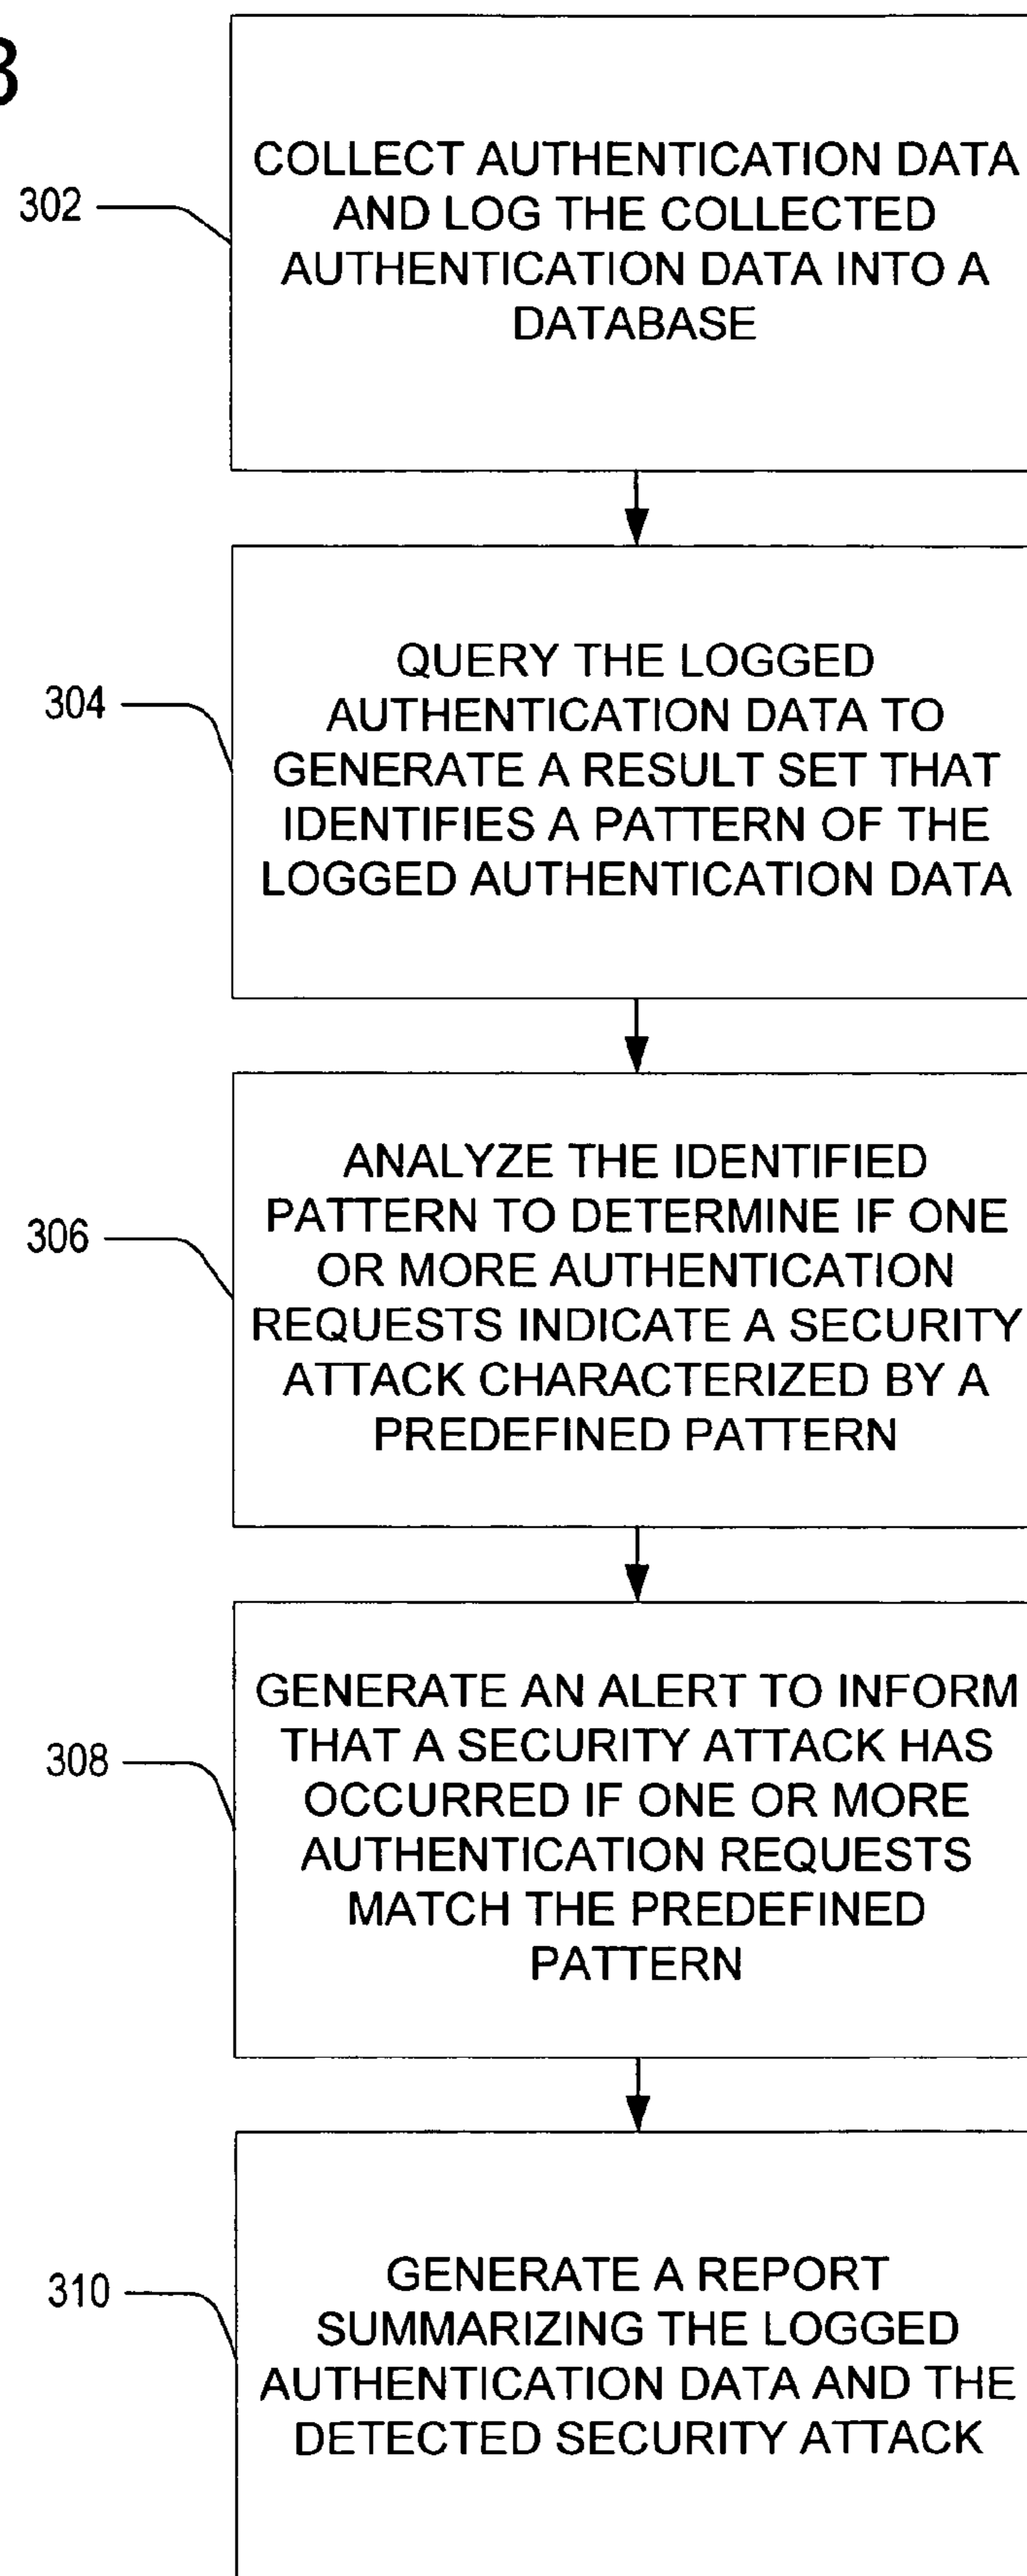 3
302
COLLECT AUTHENTICATION DATA
AND LOG THE COLLECTED
AUTHENTICATION DATA INTO A
DATABASE
304
QUERY THE LOGGED
AUTHENTICATION DATA TO
GENERATE A RESULT SET THAT
IDENTIFIES A PATTERN OF THE
LOGGED AUTHENTICATION DATA
306
ANALYZE THE IDENTIFIED
PATTERN TO DETERMINE IF ONE
OR MORE AUTHENTICATION
REQUESTS INDICATE A SECURITY
ATTACK CHARACTERIZED BY A
PREDEFINED PATTERN
308
GENERATE AN ALERT TO INFORM
THAT A SECURITY ATTACK HAS
OCCURRED IF ONE OR MORE
AUTHENTICATION REQUESTS
MATCH THE PREDEFINED
PATTERN
310
GENERATE A REPORT
SUMMARIZING THE LOGGED
AUTHENTICATION DATA AND THE
DETECTED SECURITY ATTACK